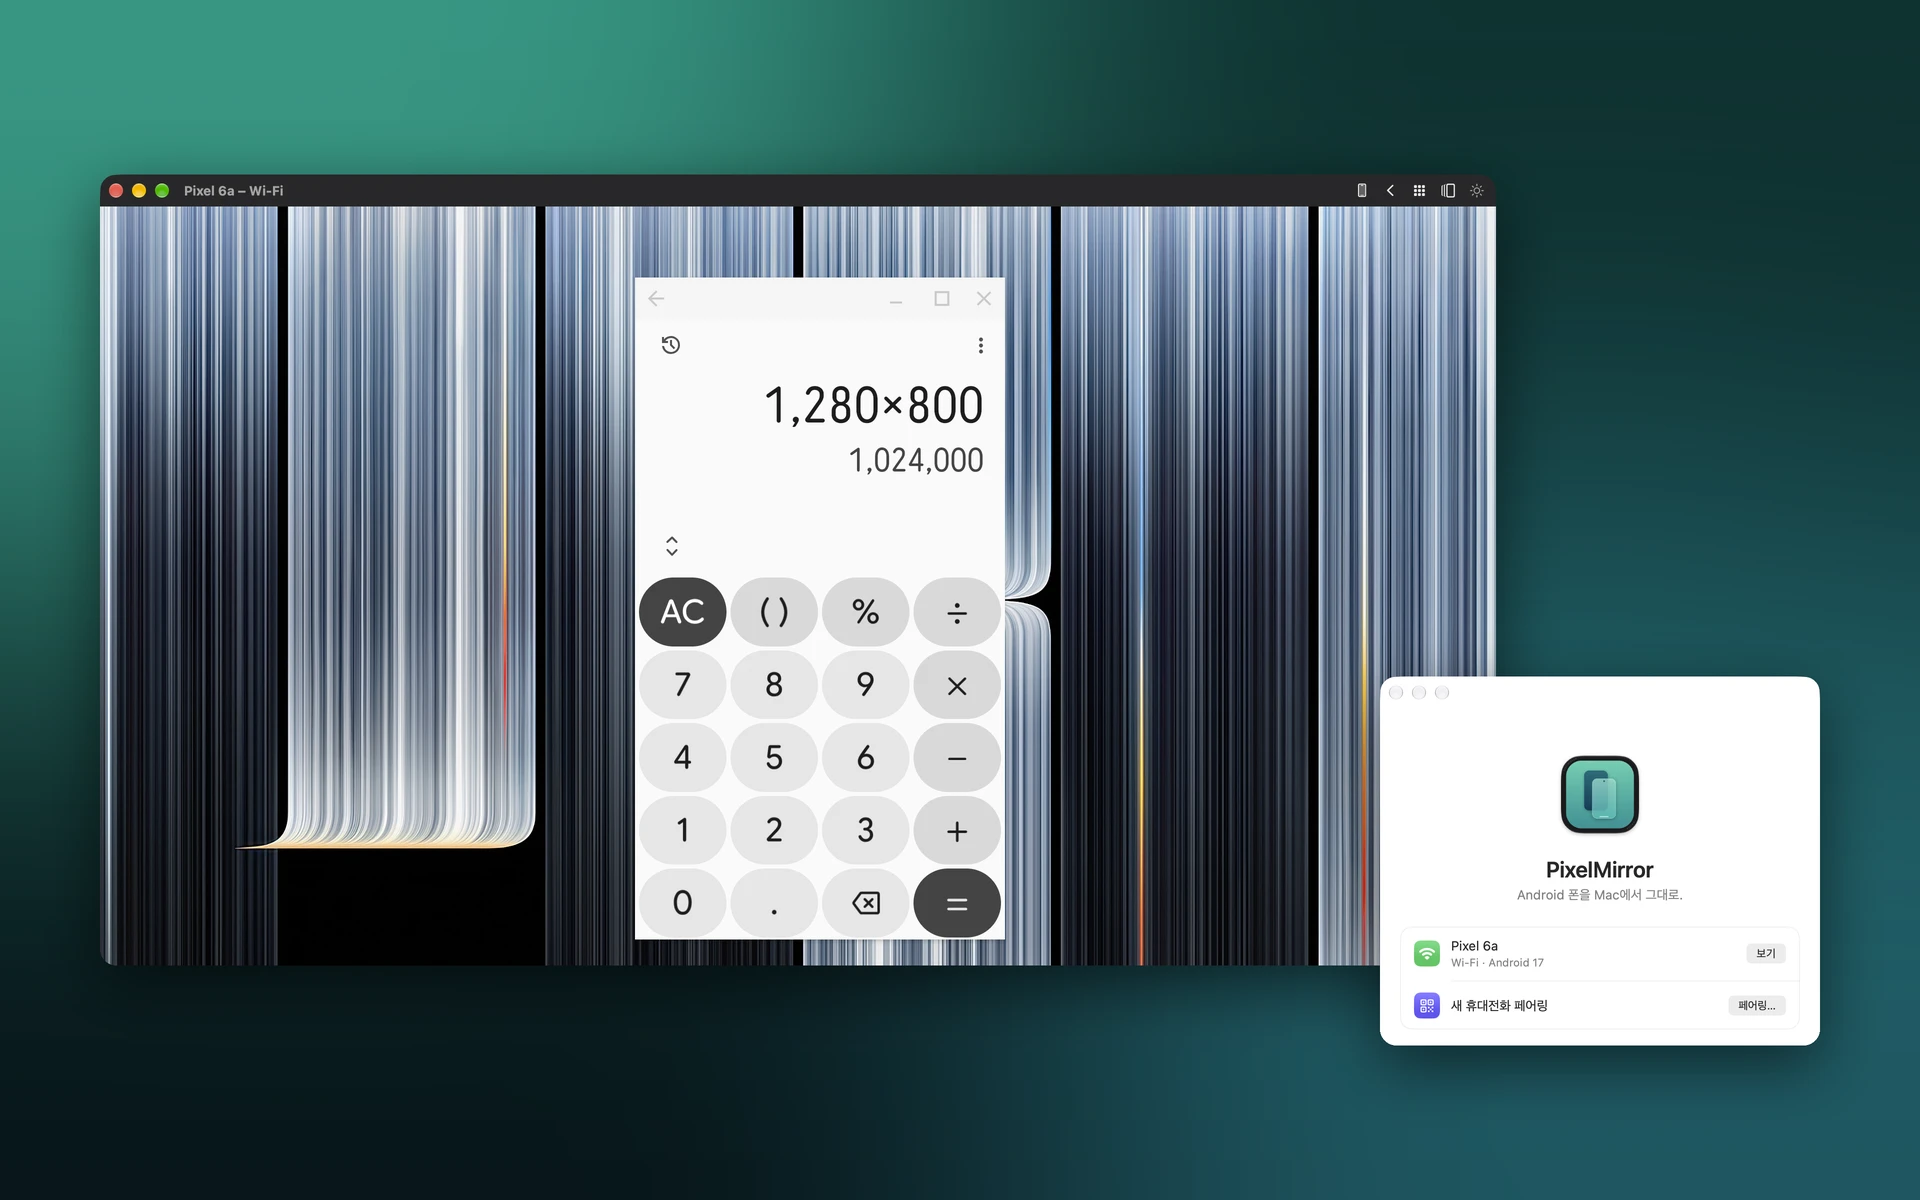 Pixel 6a – Wi-Fi
1,280×800
1,024,000
AC ( ) % ÷
7 8 9 ×
4 5 6 −
1 2 3 +
0 . =
PixelMirror
Android 폰을 Mac에서 그대로.
Pixel 6a
Wi-Fi · Android 17
보기
새 휴대전화 페어링
페어링...